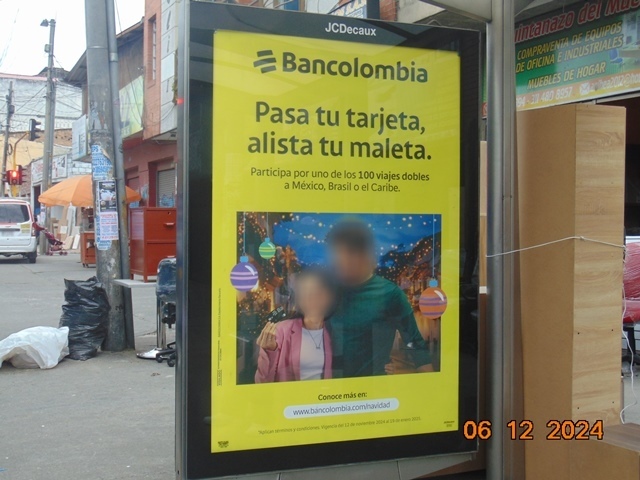 JCDecaux
Bancolombia
Pasa tu tarjeta,
alista tu maleta.
Participa por uno de los 100 viajes dobles
a México, Brasil o el Caribe.
Conoce más en:
www.bancolombia.com/navidad
COMPRAVENTA DE EQUIPOS
DE OFICINA E INDUSTRIALES
MUEBLES DE HOGAR
06 12 2024